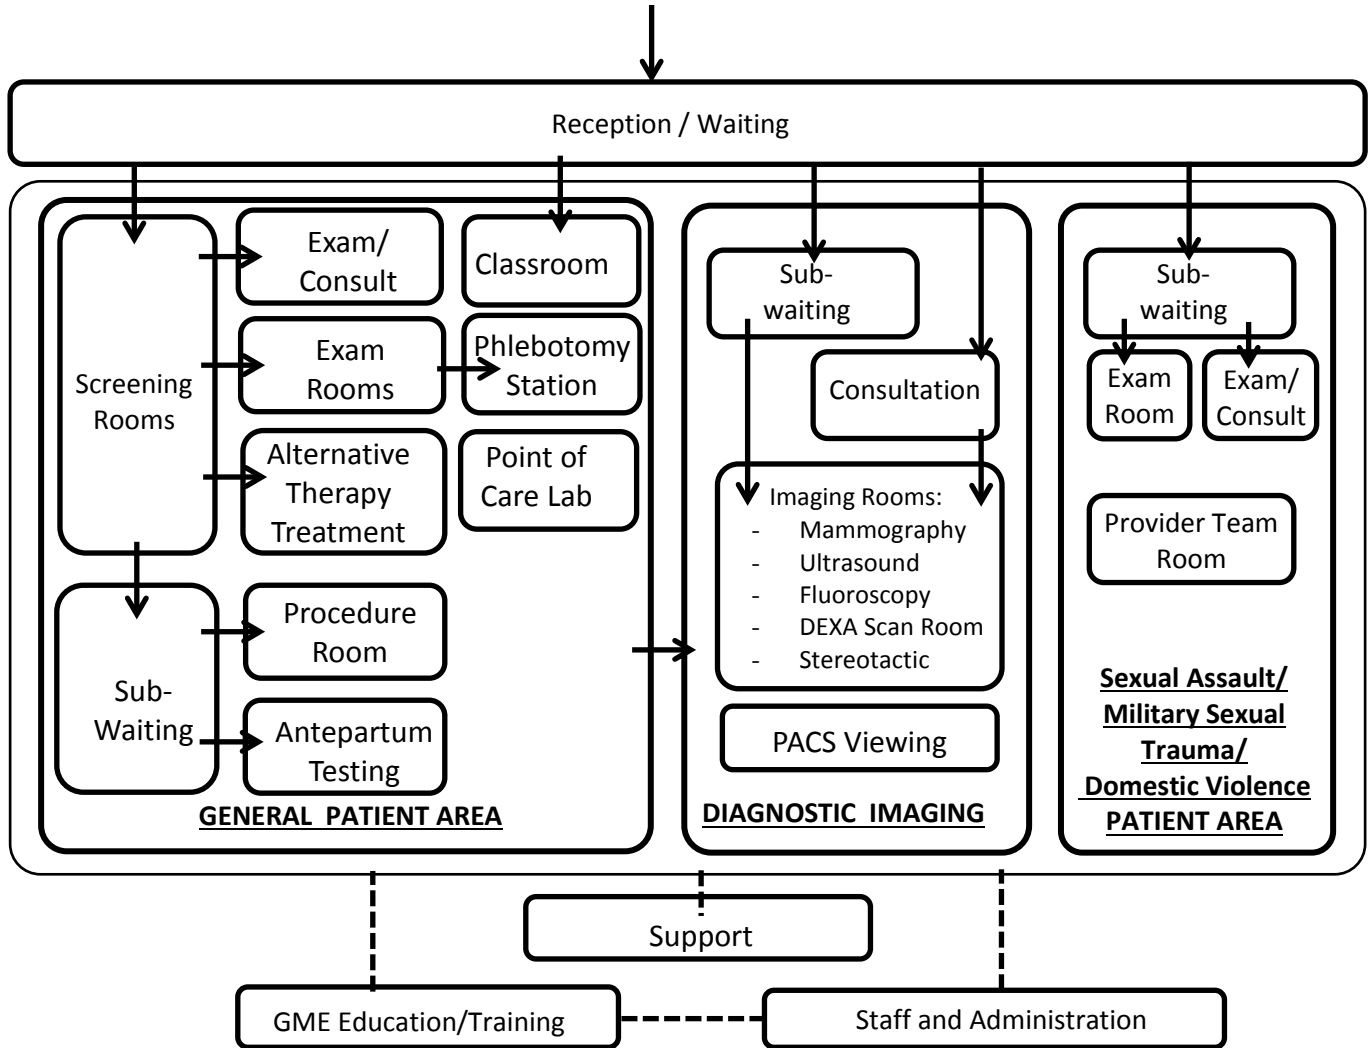 Reception / Waiting
Screening
Rooms
Exam/
Consult
Classroom
Exam
Rooms
Phlebotomy
Station
Alternative
Therapy
Treatment
Point of
Care Lab
Sub-
Waiting
Procedure
Room
Antepartum
Testing
GENERAL PATIENT AREA
Sub-
waiting
Consultation
Imaging Rooms:
- Mammography
- Ultrasound
- Fluoroscopy
- DEXA Scan Room
- Stereotactic
PACS Viewing
DIAGNOSTIC IMAGING
Sub-
waiting
Exam
Room
Exam/
Consult
Provider Team
Room
Sexual Assault/
Military Sexual
Trauma/
Domestic Violence
PATIENT AREA
Support
GME Education/Training
Staff and Administration